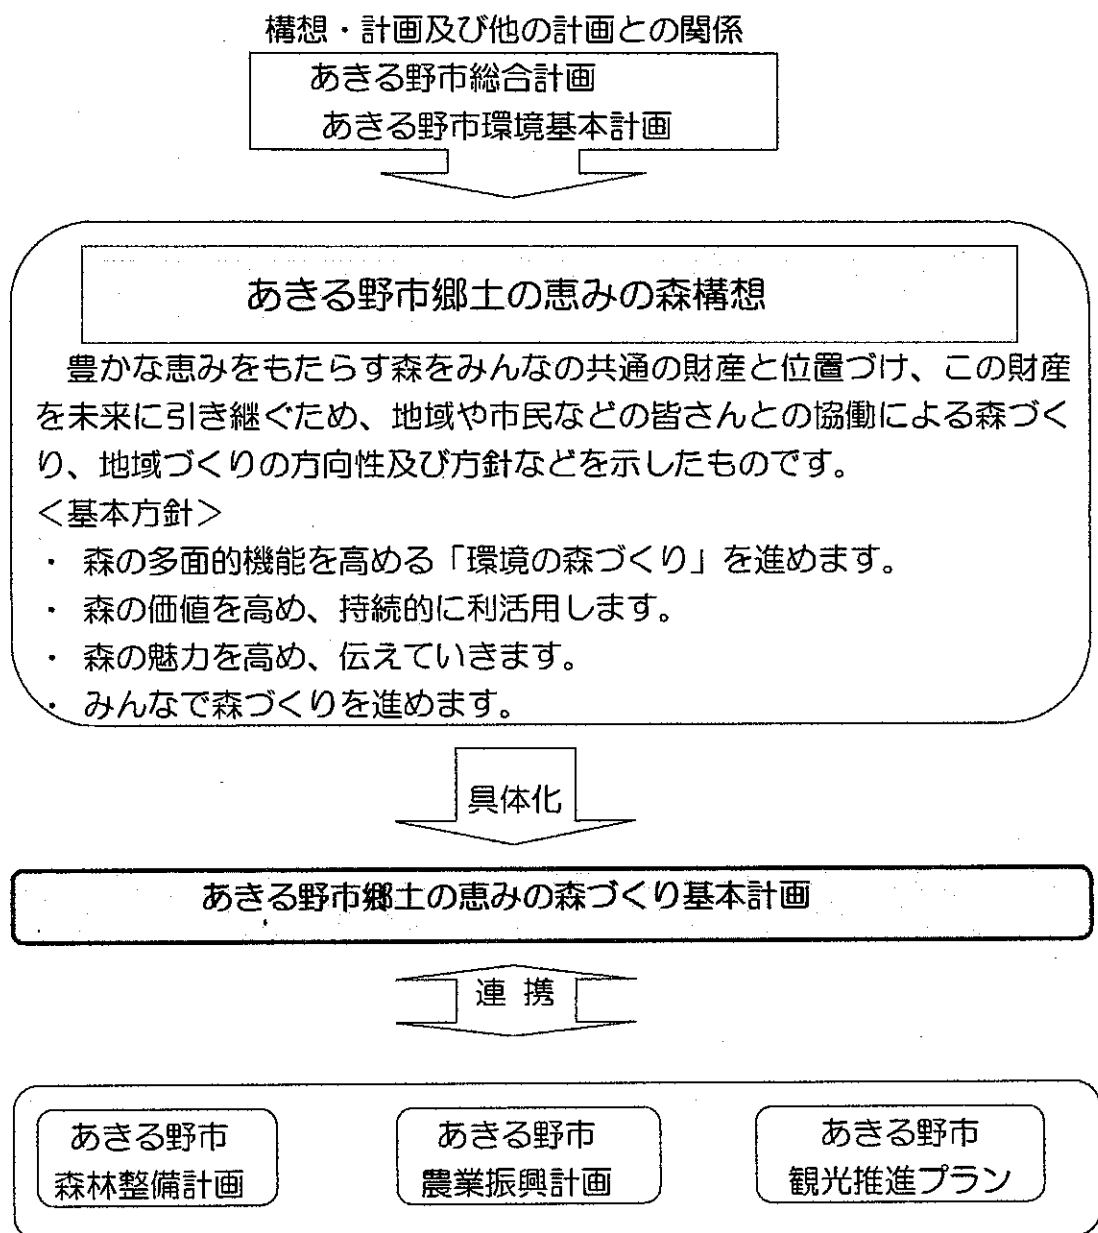 構想・計画及び他の計画との関係
あきる野市総合計画
あきる野市環境基本計画
あきる野市郷土の恵みの森構想
豊かな恵みをもたらす森をみんなの共通の財産と位置づけ、この財産
を未来に引き継ぐため、地域や市民などの皆さんとの協働による森づく
り、地域づくりの方向性及び方針などを示したものです。
＜基本方針＞
・ 森の多面的機能を高める「環境の森づくり」を進めます。
・ 森の価値を高め、持続的に利活用します。
・ 森の魅力を高め、伝えていきます。
・ みんなで森づくりを進めます。
具体化
あきる野市郷土の恵みの森づくり基本計画
連 携
あきる野市
森林整備計画
あきる野市
農業振興計画
あきる野市
観光推進プラン